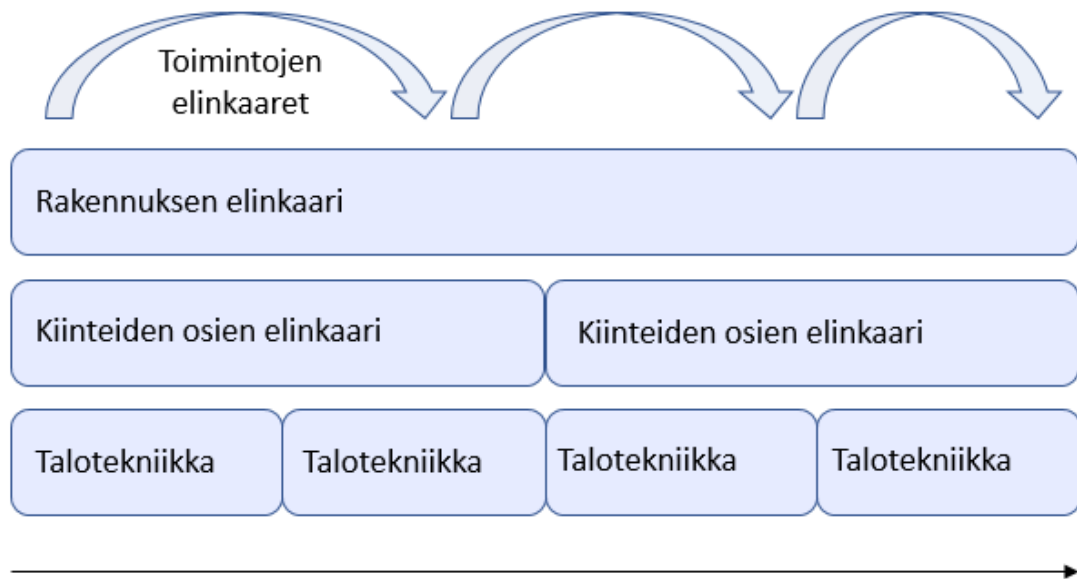 Toimintojen
elinkaaret
Rakennuksen elinkaari
Kiinteiden osien elinkaari
Kiinteiden osien elinkaari
Talotekniikka
Talotekniikka
Talotekniikka
Talotekniikka